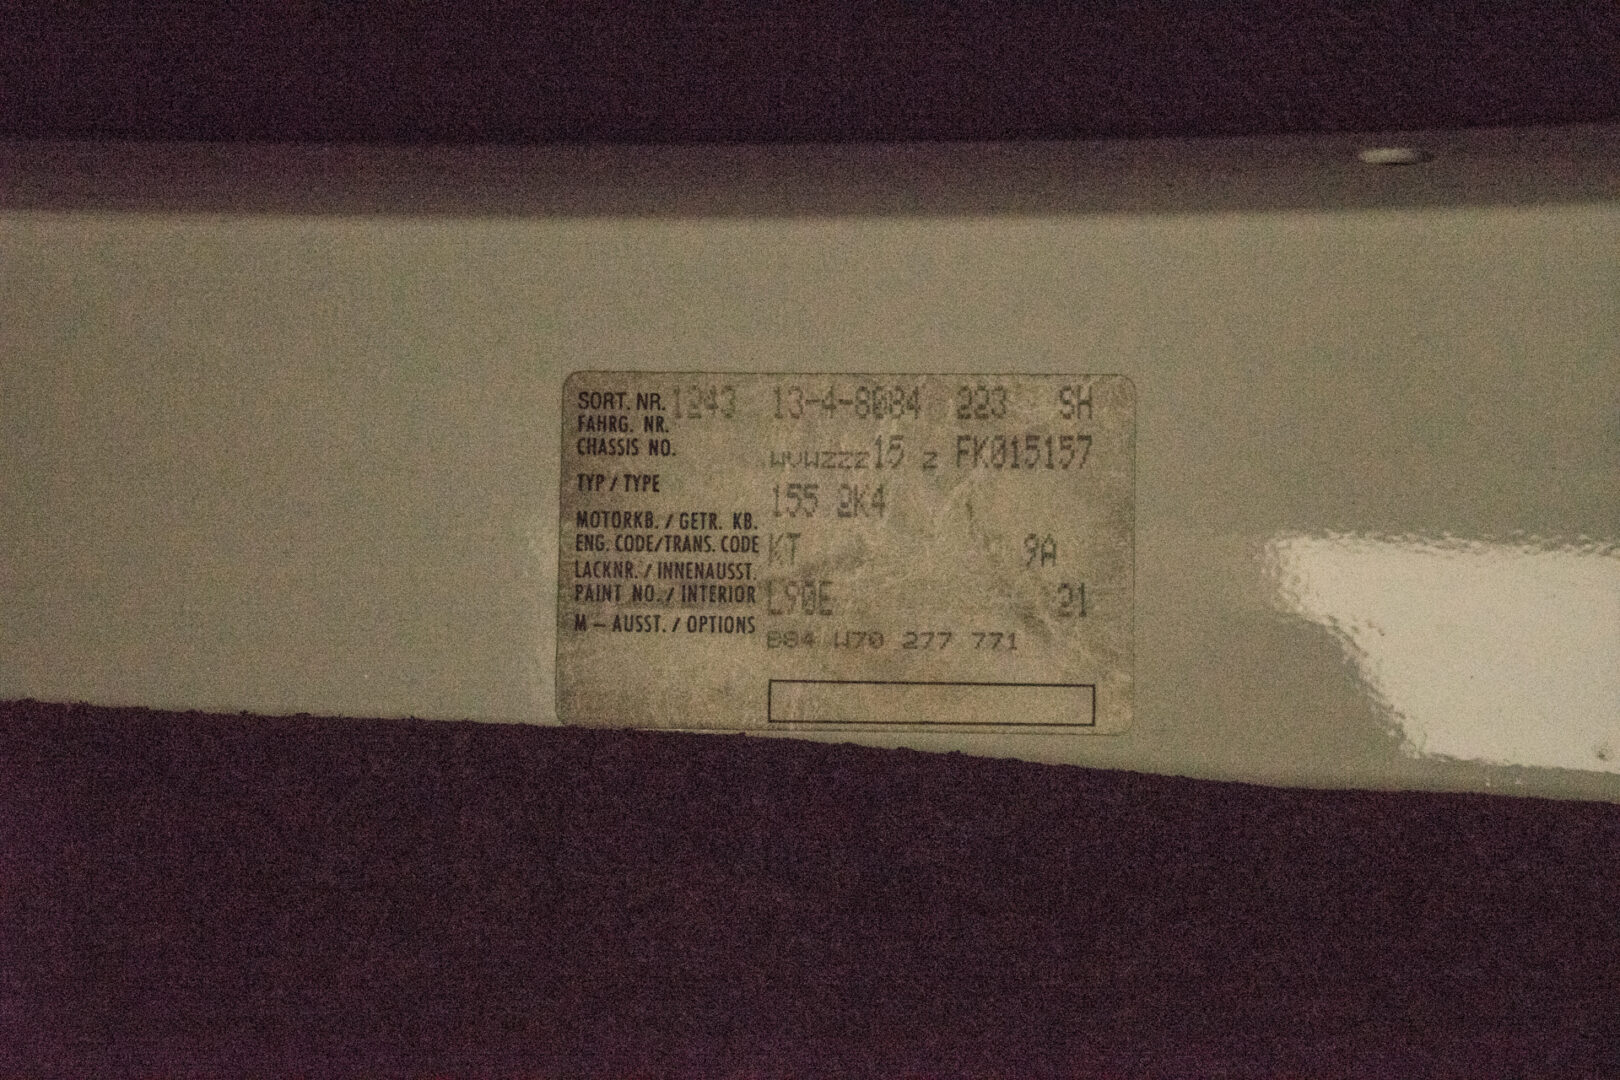 SORT. NR. 1243 13-4-8084 223 SH
FAHRG. NR.
CHASSIS NO. WVWZZZ15 Z FK015157
TYP / TYPE 155 2K4
MOTORKB. / GETR. KB.
ENG. CODE/TRANS. CODE KT 9A
LACKNR. / INNENAUSST.
PAINT NO. / INTERIOR L90E 21
M – AUSST. / OPTIONS B84 W70 277 771